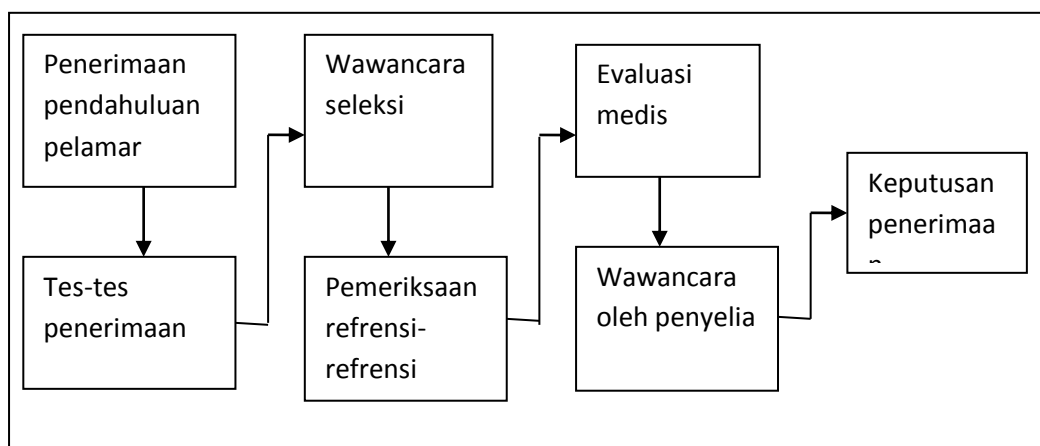 Penerimaan
pendahuluan
pelamar
Tes-tes
penerimaan
Wawancara
seleksi
Pemeriksaan
refrensi-
refrensi
Evaluasi
medis
Wawancara
oleh penyelia
Keputusan
penerimaa